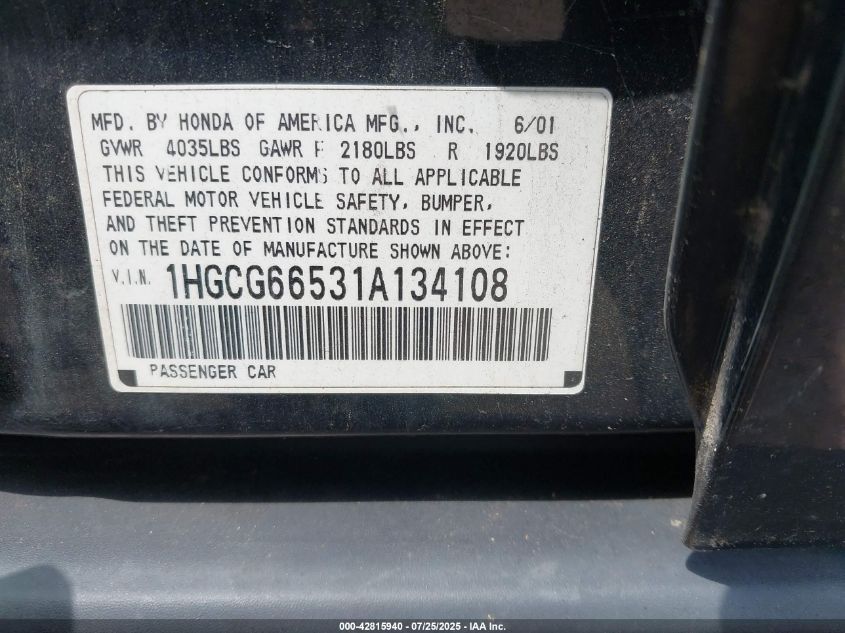 MFD. BY HONDA OF AMERICA MFG., INC. 6/01
GVWR 4035LBS GAWR F 2180LBS R 1920LBS
THIS VEHICLE CONFORMS TO ALL APPLICABLE
FEDERAL MOTOR VEHICLE SAFETY, BUMPER,
AND THEFT PREVENTION STANDARDS IN EFFECT
ON THE DATE OF MANUFACTURE SHOWN ABOVE:
V.I.N. 1HGCG66531A134108
PASSENGER CAR
000-42815940 - 07/25/2025 - IAA Inc.